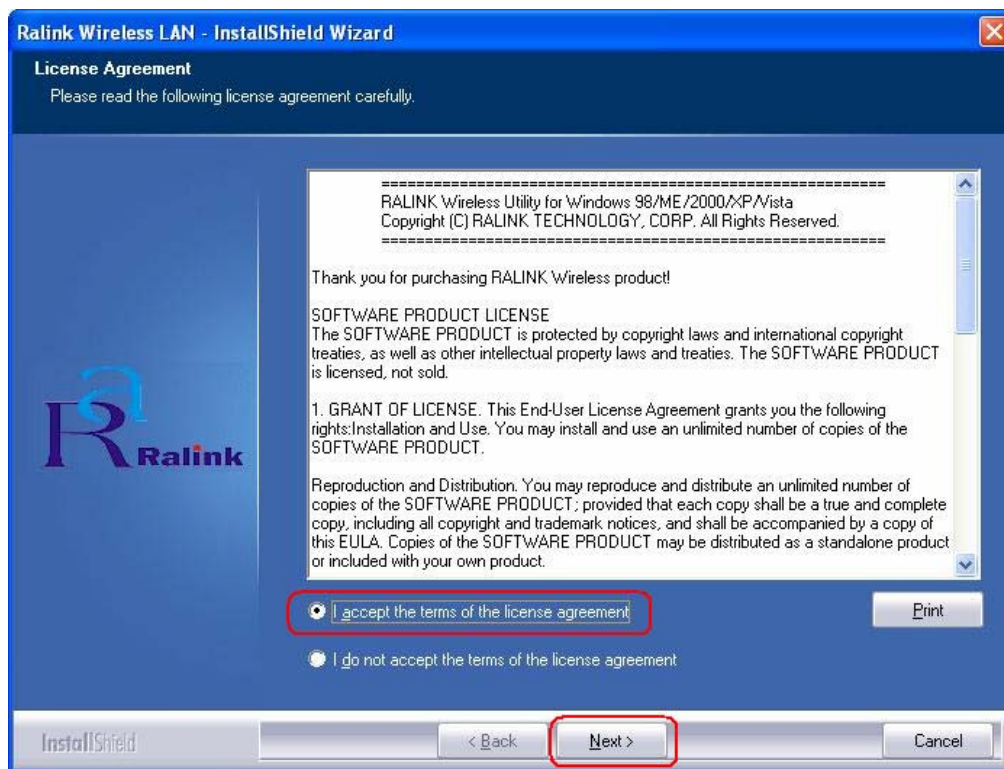 Ralink Wireless LAN - InstallShield Wizard
License Agreement
Please read the following license agreement carefully.
============================================================
RALINK Wireless Utility for Windows 98/ME/2000/XP/Vista
Copyright (C) RALINK TECHNOLOGY, CORP. All Rights Reserved.
============================================================
Thank you for purchasing RALINK Wireless product!
SOFTWARE PRODUCT LICENSE
The SOFTWARE PRODUCT is protected by copyright laws and international copyright
treaties, as well as other intellectual property laws and treaties. The SOFTWARE PRODUCT
is licensed, not sold.
1. GRANT OF LICENSE. This End-User License Agreement grants you the following
rights:Installation and Use. You may install and use an unlimited number of copies of the
SOFTWARE PRODUCT.
Reproduction and Distribution. You may reproduce and distribute an unlimited number of
copies of the SOFTWARE PRODUCT; provided that each copy shall be a true and complete
copy, including all copyright and trademark notices, and shall be accompanied by a copy of
this EULA. Copies of the SOFTWARE PRODUCT may be distributed as a standalone product
or included with your own product.
Ralink
I accept the terms of the license agreement
Print
I do not accept the terms of the license agreement
InstallShield
< Back
Next >
Cancel